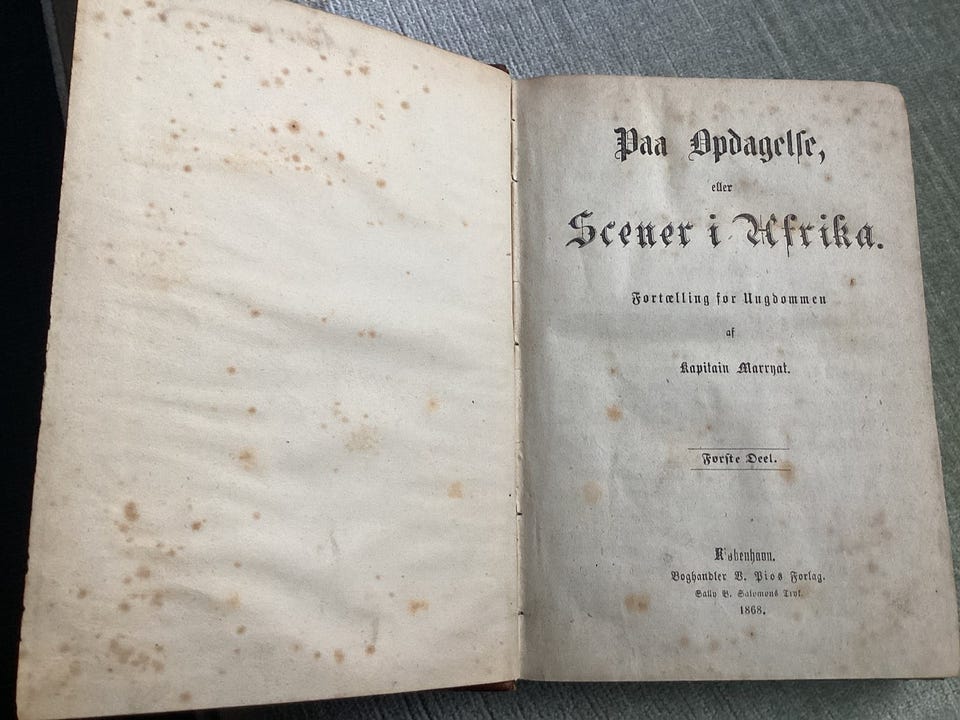 Paa Opdagelse,
eller
Scener i Afrika.
Fortælling for Ungdommen
af
Kapitain Marryat.
Første Deel.
Kjøbenhavn.
Boghandler V. Pios Forlag.
Sally B. Salomons Tryk.
1868.